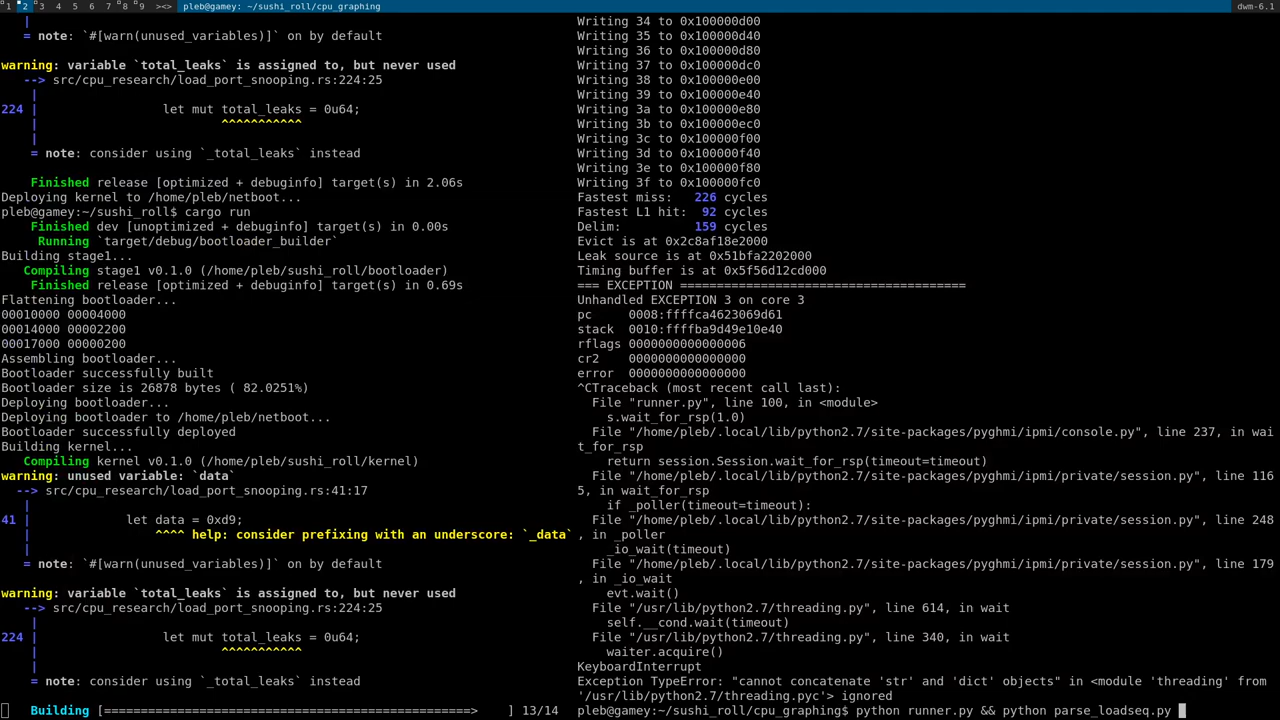 1 2 3 4 5 6 7 8 9 ><> pleb@gamey: ~/sushi_roll/cpu_graphing dwm-6.1
|
= note: `#[warn(unused_variables)]` on by default
warning: variable `total_leaks` is assigned to, but never used
--> src/cpu_research/load_port_snooping.rs:224:25
|
224 | let mut total_leaks = 0u64;
| ^^^^^^^^^^^
|
= note: consider using `_total_leaks` instead
Finished release [optimized + debuginfo] target(s) in 2.06s
Deploying kernel to /home/pleb/netboot...
pleb@gamey:~/sushi_roll$ cargo run
Finished dev [unoptimized + debuginfo] target(s) in 0.00s
Running `target/debug/bootloader_builder`
Building stage1...
Compiling stage1 v0.1.0 (/home/pleb/sushi_roll/bootloader)
Finished release [optimized + debuginfo] target(s) in 0.69s
Flattening bootloader...
00010000 00004000
00014000 00002200
00017000 00000200
Assembling bootloader...
Bootloader successfully built
Bootloader size is 26878 bytes ( 82.0251%)
Deploying bootloader...
Deploying bootloader to /home/pleb/netboot...
Bootloader successfully deployed
Building kernel...
Compiling kernel v0.1.0 (/home/pleb/sushi_roll/kernel)
warning: unused variable: `data`
--> src/cpu_research/load_port_snooping.rs:41:17
|
41 | let data = 0xd9;
| ^^^^ help: consider prefixing with an underscore: `_data`
|
= note: `#[warn(unused_variables)]` on by default
warning: variable `total_leaks` is assigned to, but never used
--> src/cpu_research/load_port_snooping.rs:224:25
|
224 | let mut total_leaks = 0u64;
| ^^^^^^^^^^^
|
= note: consider using `_total_leaks` instead
Building [===============================================> ] 13/14
Writing 34 to 0x100000d00
Writing 35 to 0x100000d40
Writing 36 to 0x100000d80
Writing 37 to 0x100000dc0
Writing 38 to 0x100000e00
Writing 39 to 0x100000e40
Writing 3a to 0x100000e80
Writing 3b to 0x100000ec0
Writing 3c to 0x100000f00
Writing 3d to 0x100000f40
Writing 3e to 0x100000f80
Writing 3f to 0x100000fc0
Fastest miss: 226 cycles
Fastest L1 hit: 92 cycles
Delim: 159 cycles
Evict is at 0x2c8af18e2000
Leak source is at 0x51bfa2202000
Timing buffer is at 0x5f56d12cd000
=== EXCEPTION =======================================
Unhandled EXCEPTION 3 on core 3
pc 0008:ffffca4623069d61
stack 0010:ffffba9d49e10e40
rflags 0000000000000006
cr2 0000000000000000
error 0000000000000000
^CTraceback (most recent call last):
File "runner.py", line 100, in <module>
s.wait_for_rsp(1.0)
File "/home/pleb/.local/lib/python2.7/site-packages/pyghmi/ipmi/console.py", line 237, in wai
t_for_rsp
return session.Session.wait_for_rsp(timeout=timeout)
File "/home/pleb/.local/lib/python2.7/site-packages/pyghmi/ipmi/private/session.py", line 116
5, in wait_for_rsp
if _poller(timeout=timeout):
File "/home/pleb/.local/lib/python2.7/site-packages/pyghmi/ipmi/private/session.py", line 248
, in _poller
_io_wait(timeout)
File "/home/pleb/.local/lib/python2.7/site-packages/pyghmi/ipmi/private/session.py", line 179
, in _io_wait
evt.wait()
File "/usr/lib/python2.7/threading.py", line 614, in wait
self.__cond.wait(timeout)
File "/usr/lib/python2.7/threading.py", line 340, in wait
waiter.acquire()
KeyboardInterrupt
Exception TypeError: "cannot concatenate 'str' and 'dict' objects" in <module 'threading' from
'/usr/lib/python2.7/threading.pyc'> ignored
pleb@gamey:~/sushi_roll/cpu_graphing$ python runner.py && python parse_loadseq.py